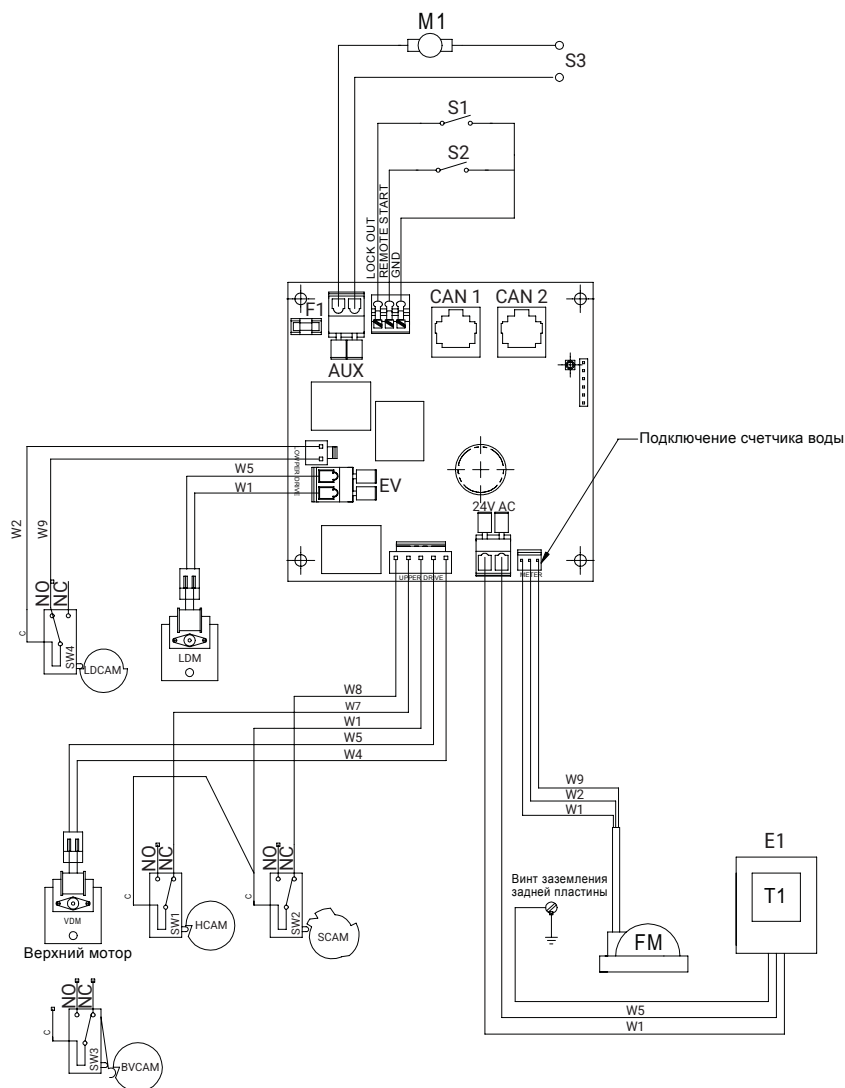 M1
S3
S1
S2
LOCK OUT
REMOTE START
GND
F1
CAN 1
CAN 2
AUX
Подключение счетчика воды
LOWER DRIVE
W5
EV
W1
24V AC
W2
W9
UPPER DRIVE
METER
NO
NC
C
SW4
LDCAM
LDM
W8
W7
W1
W5
W4
W9
W2
W1
E1
T1
Винт заземления
задней пластины
NO
NC
NO
NC
C
C
VDM
SW1
HCAM
SW2
SCAM
FM
Верхний мотор
NO
NC
C
SW3
BVCAM
W5
W1